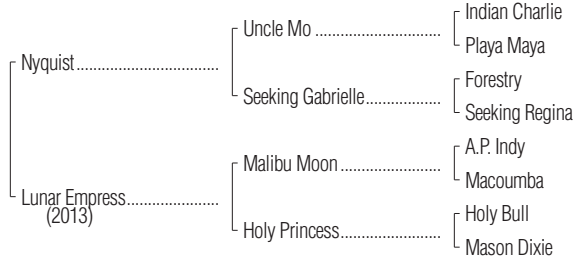 Indian Charlie
Uncle Mo
Playa Maya
Nyquist
Forestry
Seeking Gabrielle
Seeking Regina
A.P. Indy
Malibu Moon
Macoumba
Lunar Empress
(2013)
Holy Bull
Holy Princess
Mason Dixie